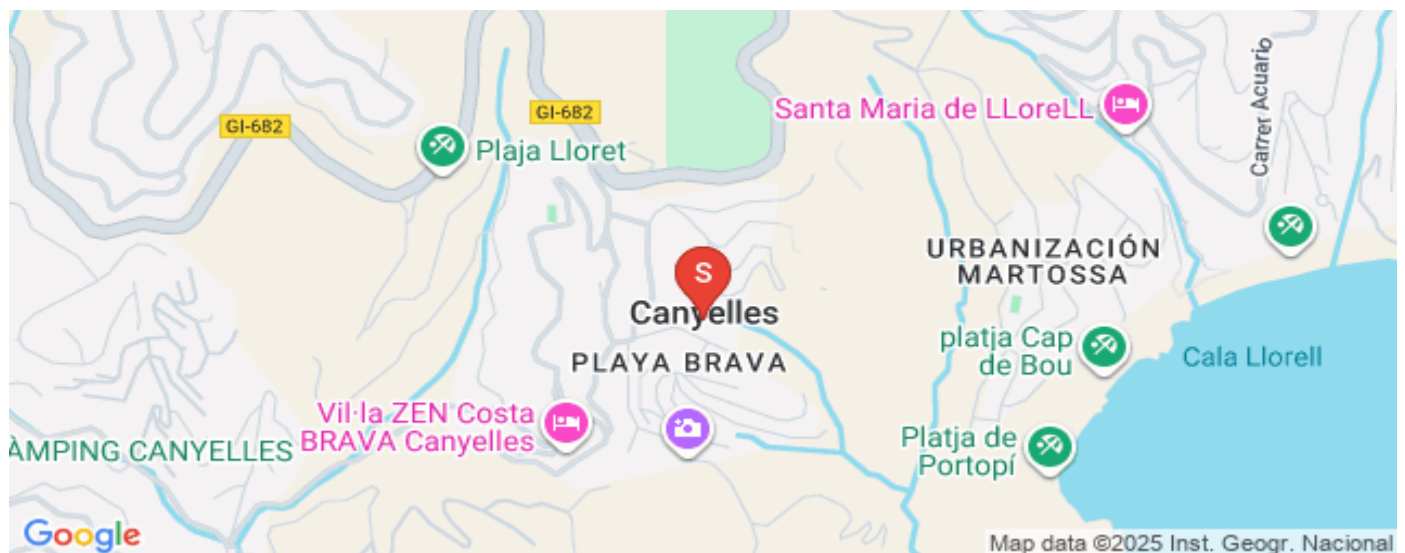 Carrer Acuario
Santa Maria de LLoreLL
GI-682
GI-682
Plaja Lloret
URBANIZACIÓN
MARTOSSA
S
Canyelles
PLAYA BRAVA
platja Cap
de Bou
Cala Llorell
Vil·la ZEN Costa
BRAVA Canyelles
AMPING CANYELLES
Platja de
Portopí
Google
Map data ©2025 Inst. Geogr. Nacional